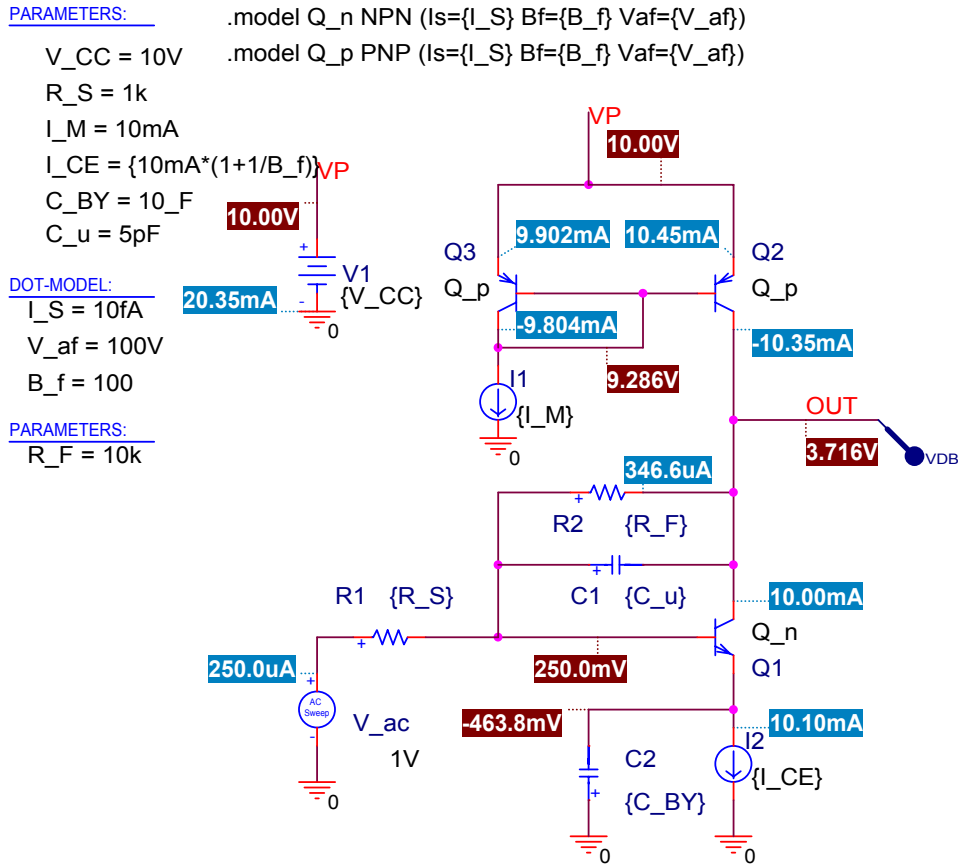 PARAMETERS:
V_CC = 10V
R_S = 1k
I_M = 10mA
I_CE = {10mA*(1+1/B_f)}
C_BY = 10_F
C_u = 5pF
DOT-MODEL:
I_S = 10fA
V_af = 100V
B_f = 100
PARAMETERS:
R_F = 10k
.model Q_n NPN (Is={I_S} Bf={B_f} Vaf={V_af})
.model Q_p PNP (Is={I_S} Bf={B_f} Vaf={V_af})
VP
10.00V
+
V1
{V_CC}
20.35mA
-
0
VP
10.00V
9.902mA
10.45mA
Q3
Q_p
Q2
Q_p
-9.804mA
-10.35mA
9.286V
I1
{I_M}
0
OUT
3.716V
VDB
346.6uA
+
R2
{R_F}
+
C1
{C_u}
R1
{R_S}
+
10.00mA
Q_n
Q1
250.0uA
250.0mV
+
AC
Sweep
-
V_ac
1V
0
-463.8mV
10.10mA
I2
{I_CE}
C2
{C_BY}
+
0
0